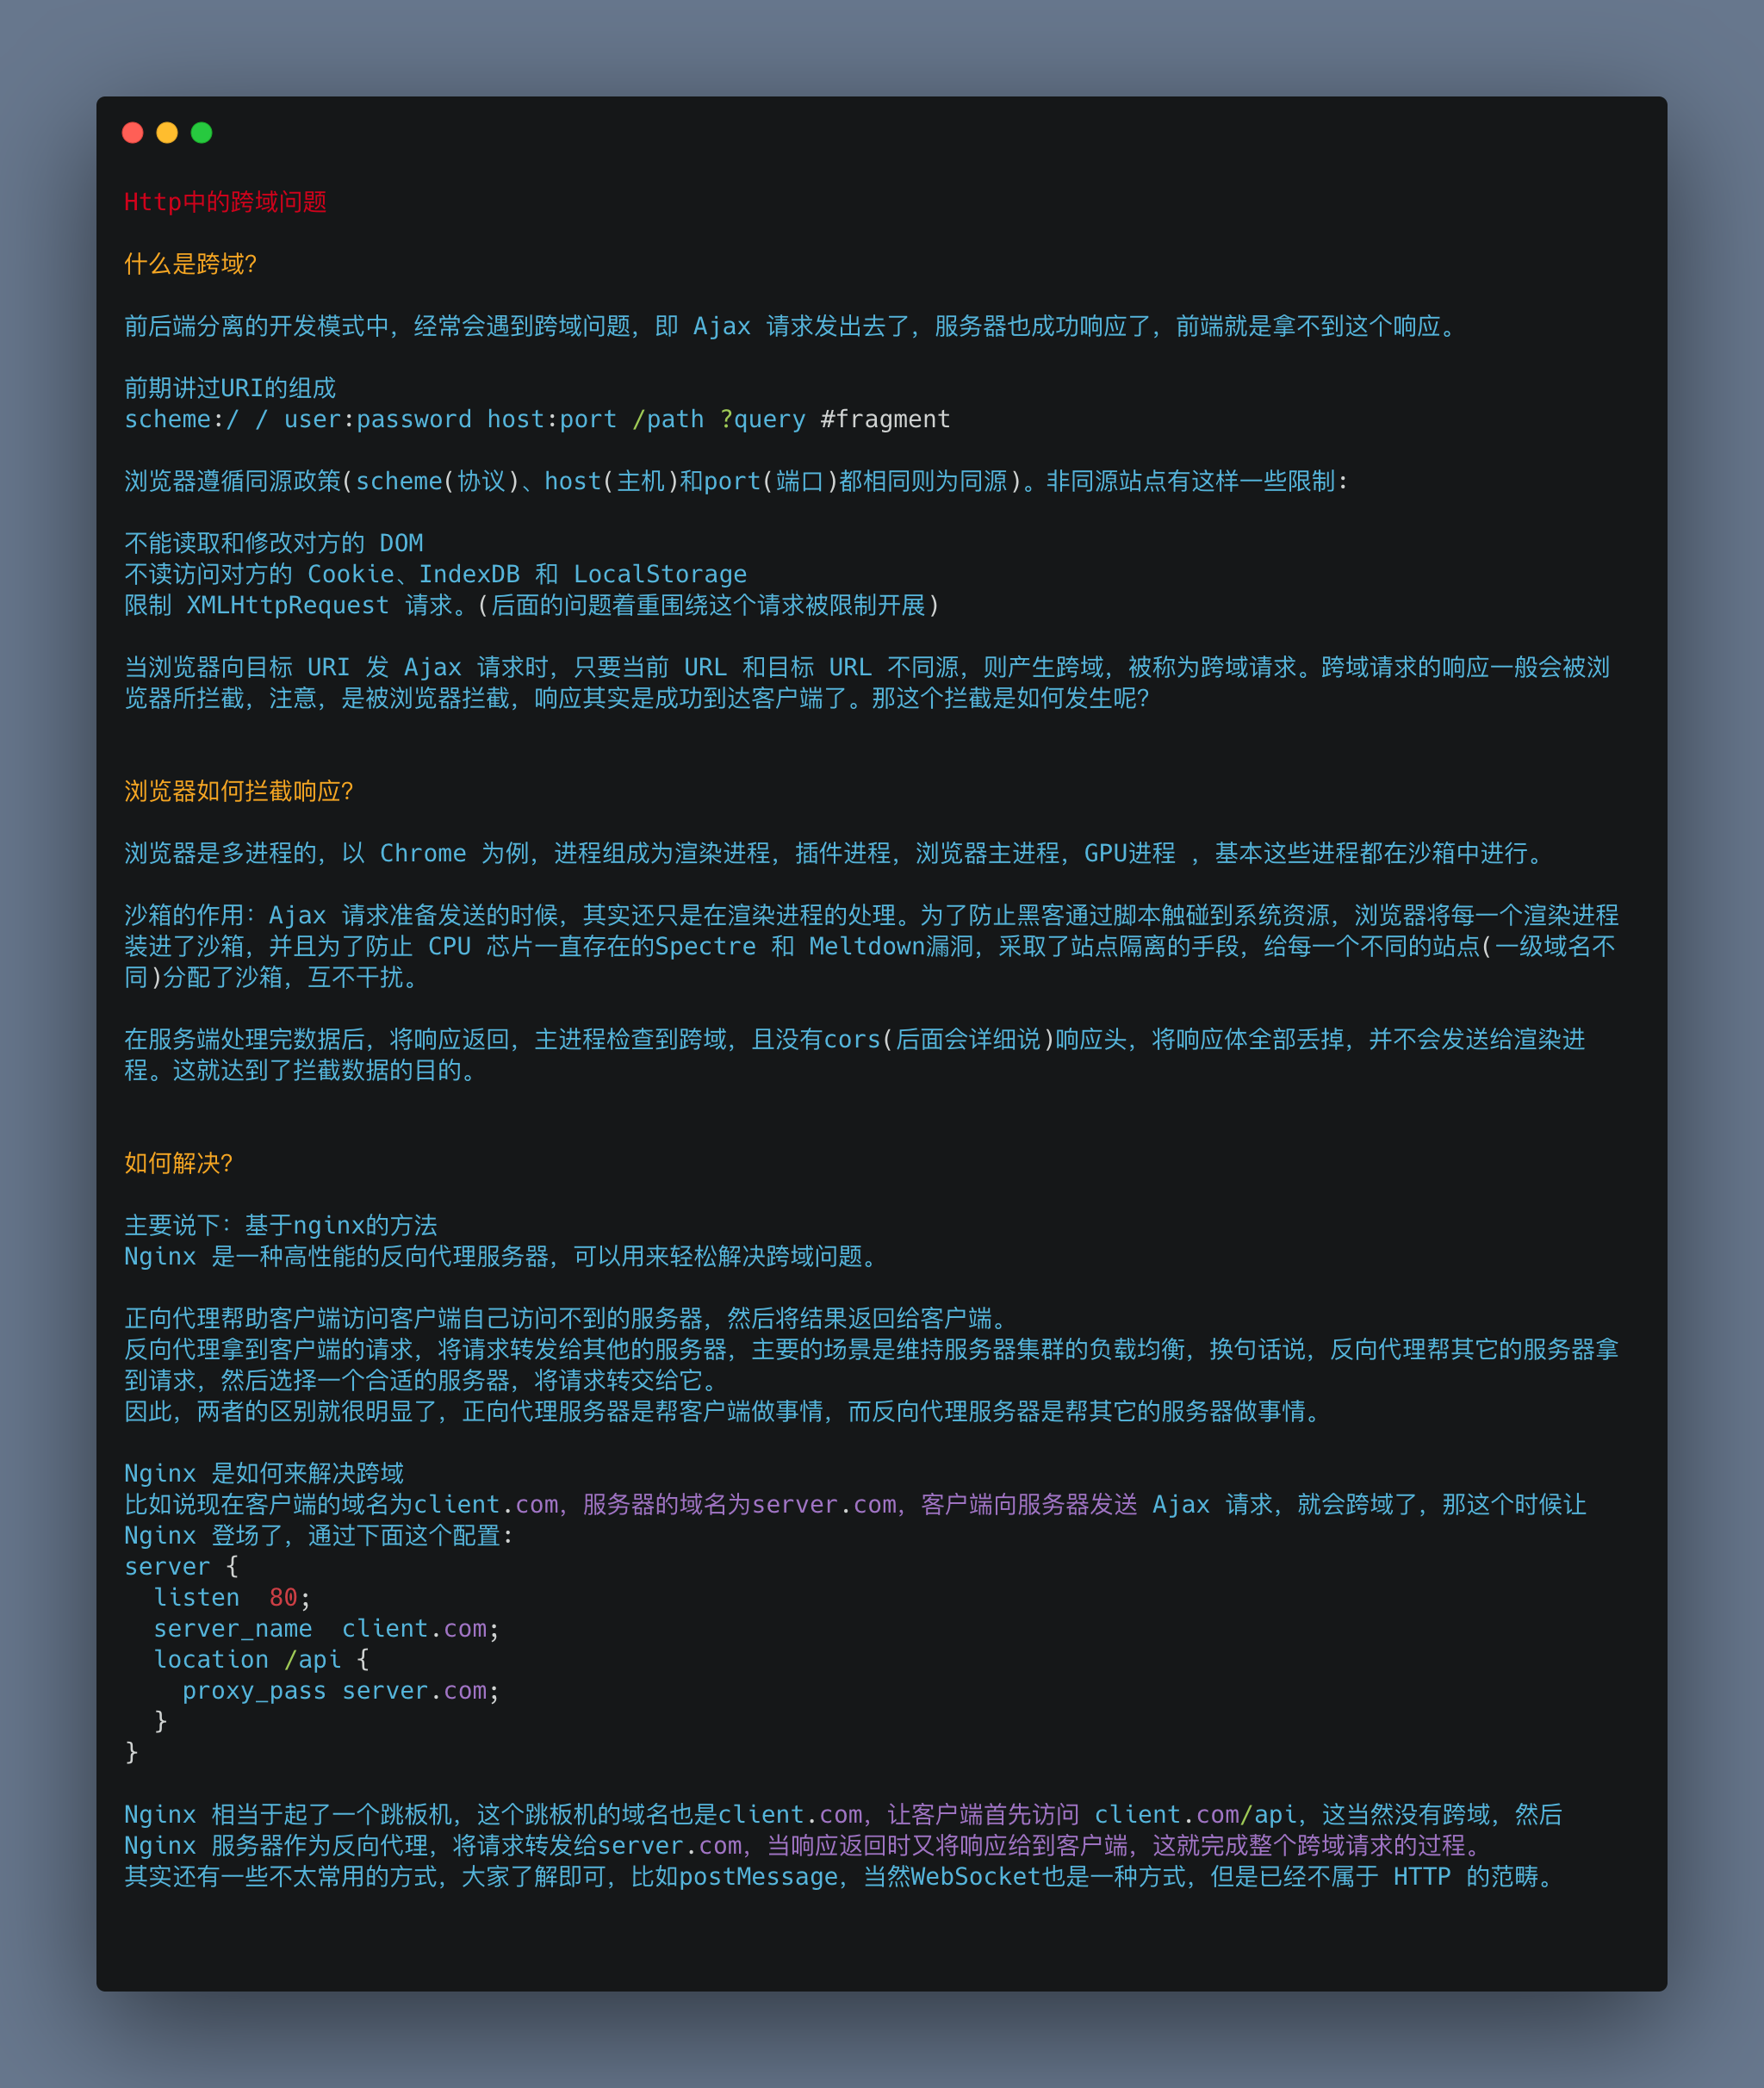 Http中的跨域问题
什么是跨域?
前后端分离的开发模式中，经常会遇到跨域问题，即 Ajax 请求发出去了，服务器也成功响应了，前端就是拿不到这个响应。
前期讲过URI的组成
scheme:/ / user:password host:port /path ?query #fragment
浏览器遵循同源政策(scheme(协议)、host(主机)和port(端口)都相同则为同源)。非同源站点有这样一些限制:
不能读取和修改对方的 DOM
不读访问对方的 Cookie、IndexDB 和 LocalStorage
限制 XMLHttpRequest 请求。(后面的问题着重围绕这个请求被限制开展)
当浏览器向目标 URI 发 Ajax 请求时，只要当前 URL 和目标 URL 不同源，则产生跨域，被称为跨域请求。跨域请求的响应一般会被浏
览器所拦截，注意，是被浏览器拦截，响应其实是成功到达客户端了。那这个拦截是如何发生呢?
浏览器如何拦截响应?
浏览器是多进程的，以 Chrome 为例，进程组成为渲染进程，插件进程，浏览器主进程，GPU进程 ，基本这些进程都在沙箱中进行。
沙箱的作用：Ajax 请求准备发送的时候，其实还只是在渲染进程的处理。为了防止黑客通过脚本触碰到系统资源，浏览器将每一个渲染进程
装进了沙箱，并且为了防止 CPU 芯片一直存在的Spectre 和 Meltdown漏洞，采取了站点隔离的手段，给每一个不同的站点(一级域名不
同)分配了沙箱，互不干扰。
在服务端处理完数据后，将响应返回，主进程检查到跨域，且没有cors(后面会详细说)响应头，将响应体全部丢掉，并不会发送给渲染进
程。这就达到了拦截数据的目的。
如何解决?
主要说下：基于nginx的方法
Nginx 是一种高性能的反向代理服务器，可以用来轻松解决跨域问题。
正向代理帮助客户端访问客户端自己访问不到的服务器，然后将结果返回给客户端。
反向代理拿到客户端的请求，将请求转发给其他的服务器，主要的场景是维持服务器集群的负载均衡，换句话说，反向代理帮其它的服务器拿
到请求，然后选择一个合适的服务器，将请求转交给它。
因此，两者的区别就很明显了，正向代理服务器是帮客户端做事情，而反向代理服务器是帮其它的服务器做事情。
Nginx 是如何来解决跨域
比如说现在客户端的域名为client.com，服务器的域名为server.com，客户端向服务器发送 Ajax 请求，就会跨域了，那这个时候让
Nginx 登场了，通过下面这个配置:
server {
  listen  80;
  server_name  client.com;
  location /api {
    proxy_pass server.com;
  }
}
Nginx 相当于起了一个跳板机，这个跳板机的域名也是client.com，让客户端首先访问 client.com/api，这当然没有跨域，然后
Nginx 服务器作为反向代理，将请求转发给server.com，当响应返回时又将响应给到客户端，这就完成整个跨域请求的过程。
其实还有一些不太常用的方式，大家了解即可，比如postMessage，当然WebSocket也是一种方式，但是已经不属于 HTTP 的范畴。